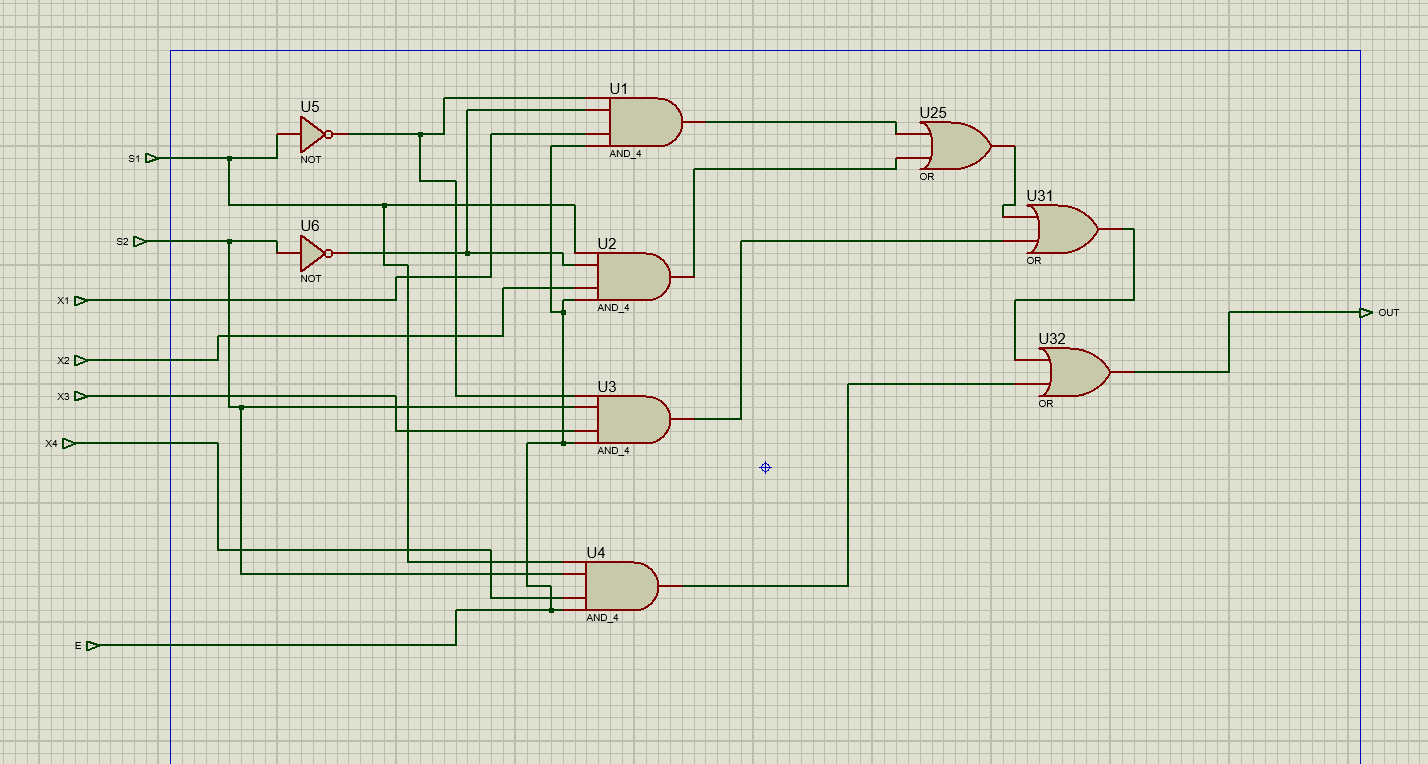 U1
U5
U25
S1
NOT
AND_4
OR
U31
U6
S2
U2
NOT
OR
X1
AND_4
OUT
U32
X2
U3
X3
OR
X4
AND_4
U4
AND_4
E